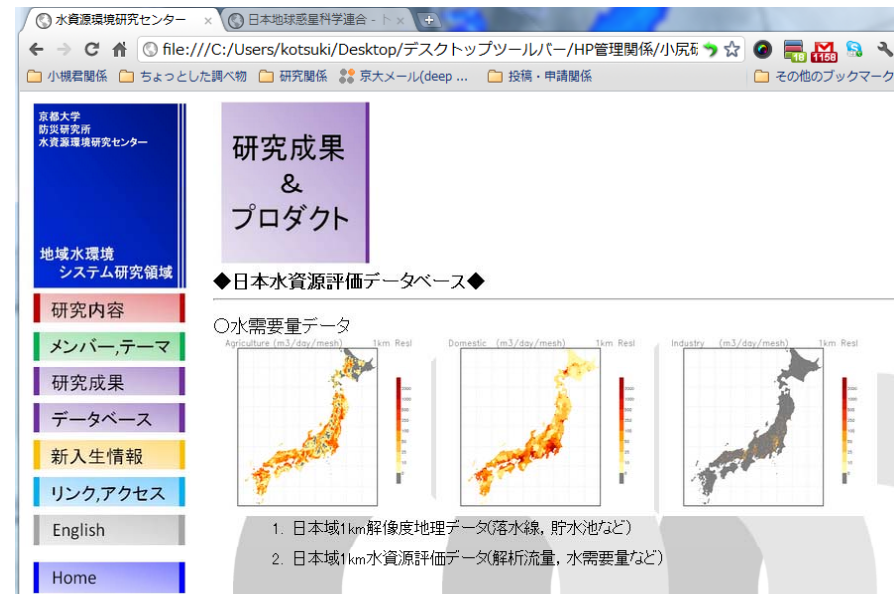 水資源環境研究センター
日本地球惑星科学連合 - ト
file:///C:/Users/kotsuki/Desktop/デスクトップツールバー/HP管理関係/小尻研
小槻君関係 ちょっとした調べ物 研究関係 京大メール(deep ... 投稿・申請関係 その他のブックマーク
10
1158
京都大学
防災研究所
水資源環境研究センター
地域水環境
システム研究領域
研究成果
&
プロダクト
研究内容
メンバー,テーマ
研究成果
データベース
新入生情報
リンク,アクセス
English
Home
◆日本水資源評価データベース◆
○水需要量データ
Agriculture (m3/day/mesh) 1km Resl
Domestic (m3/day/mesh) 1km Resl
Industry (m3/day/mesh) 1km Resl
1. 日本域1km解像度地理データ(落水線, 貯水池など)
2. 日本域1km水資源評価データ(解析流量, 水需要量など)